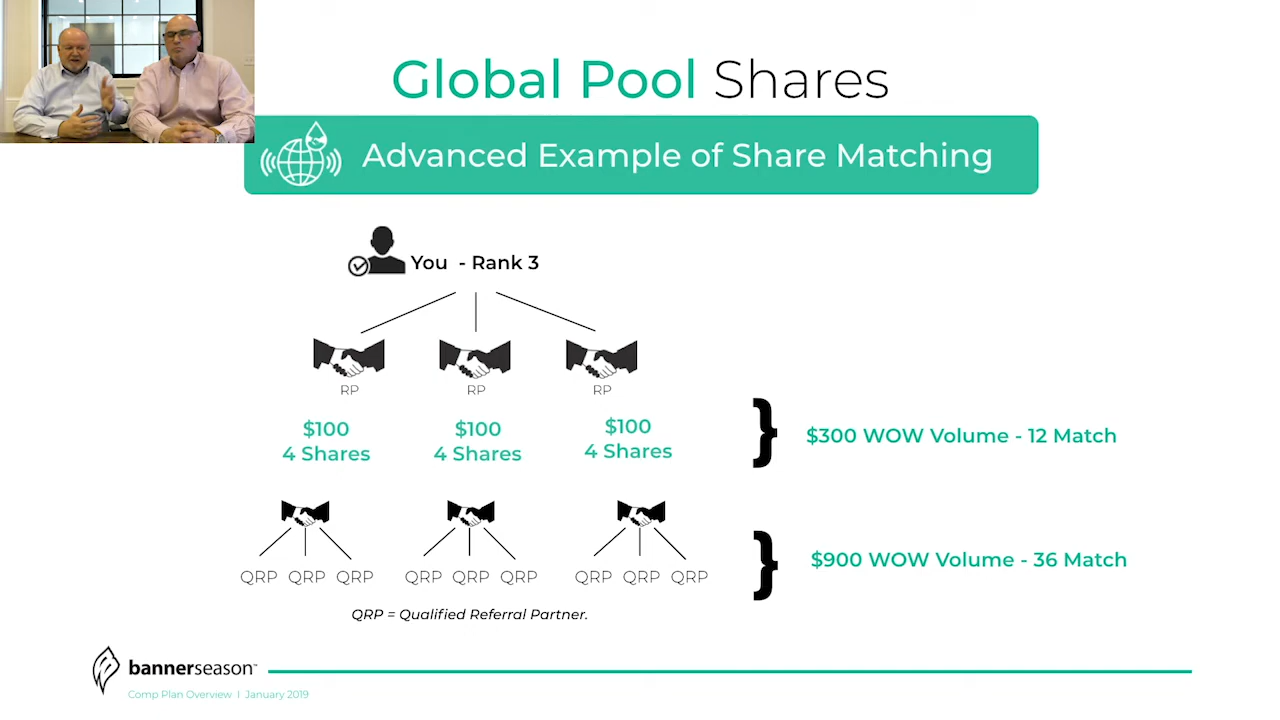 Global Pool Shares
Advanced Example of Share Matching
You - Rank 3
RP RP RP
$100 $100 $100
4 Shares 4 Shares 4 Shares
} $300 WOW Volume - 12 Match
QRP QRP QRP QRP QRP QRP QRP QRP QRP
} $900 WOW Volume - 36 Match
QRP = Qualified Referral Partner.
bannerseason™
Comp Plan Overview I January 2019